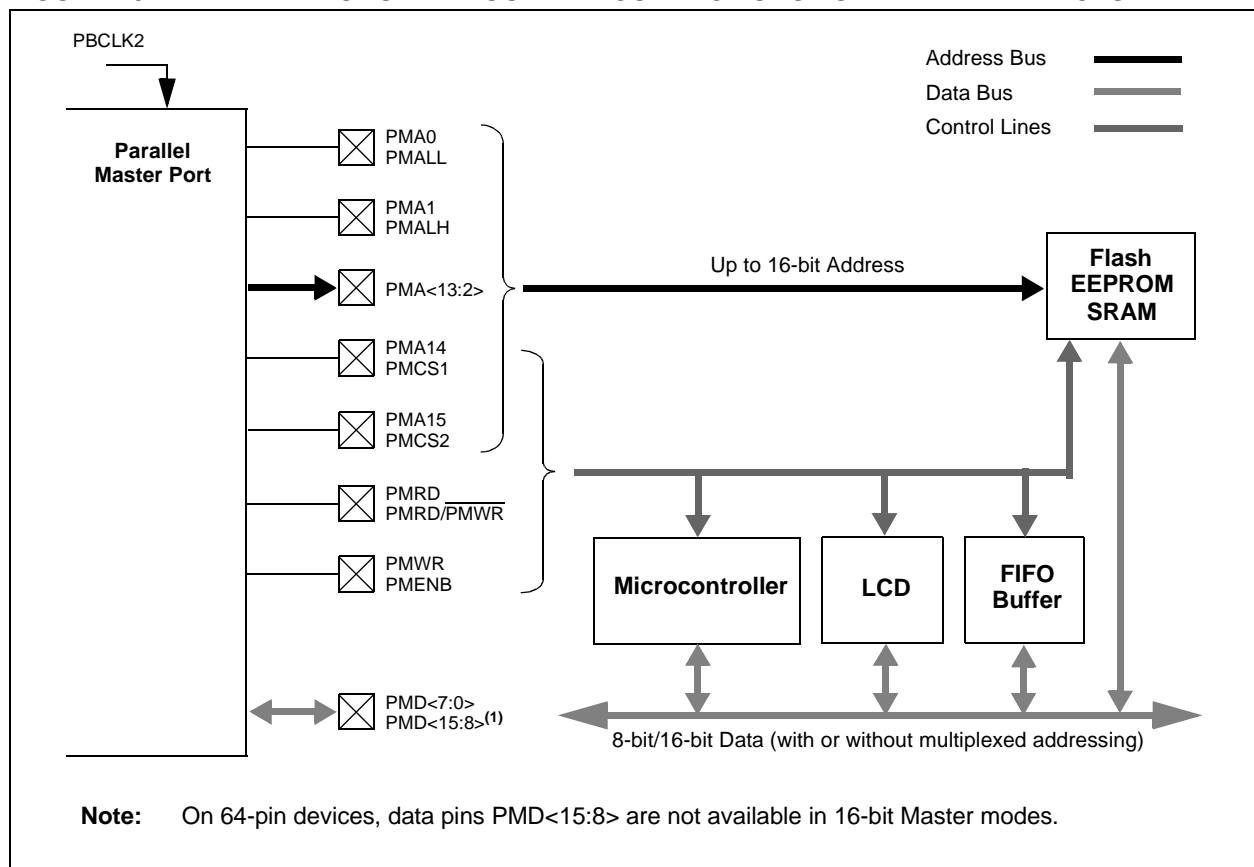 PBCLK2
Address Bus
Data Bus
Control Lines
Parallel
Master Port
PMA0
PMALL
PMA1
PMALH
PMA<13:2>
PMA14
PMCS1
PMA15
PMCS2
PMRD
PMRD/PMWR
PMWR
PMENB
PMD<7:0>
PMD<15:8>(1)
Up to 16-bit Address
Flash
EEPROM
SRAM
Microcontroller
LCD
FIFO
Buffer
8-bit/16-bit Data (with or without multiplexed addressing)
Note: On 64-pin devices, data pins PMD<15:8> are not available in 16-bit Master modes.